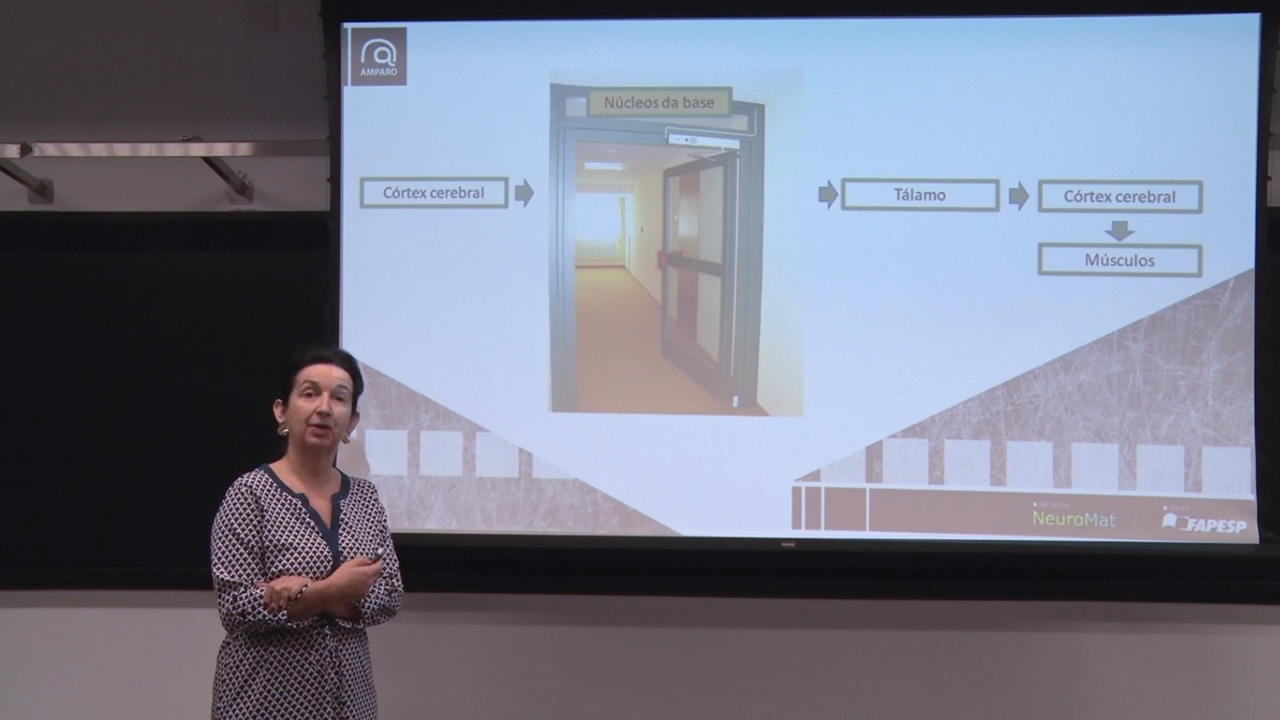 AMPARO
Núcleos da base
Córtex cerebral
Tálamo
Córtex cerebral
Músculos
NeuroMat
FAPESP